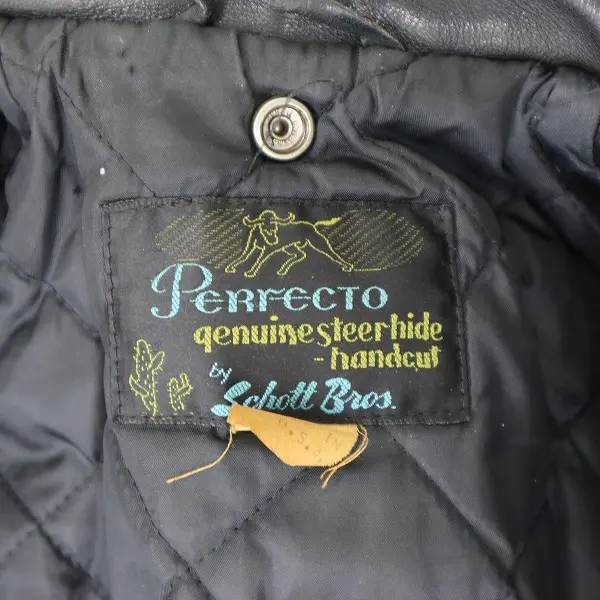 Perfecto
genuine steerhide
-handcut
by
Schott Bros.